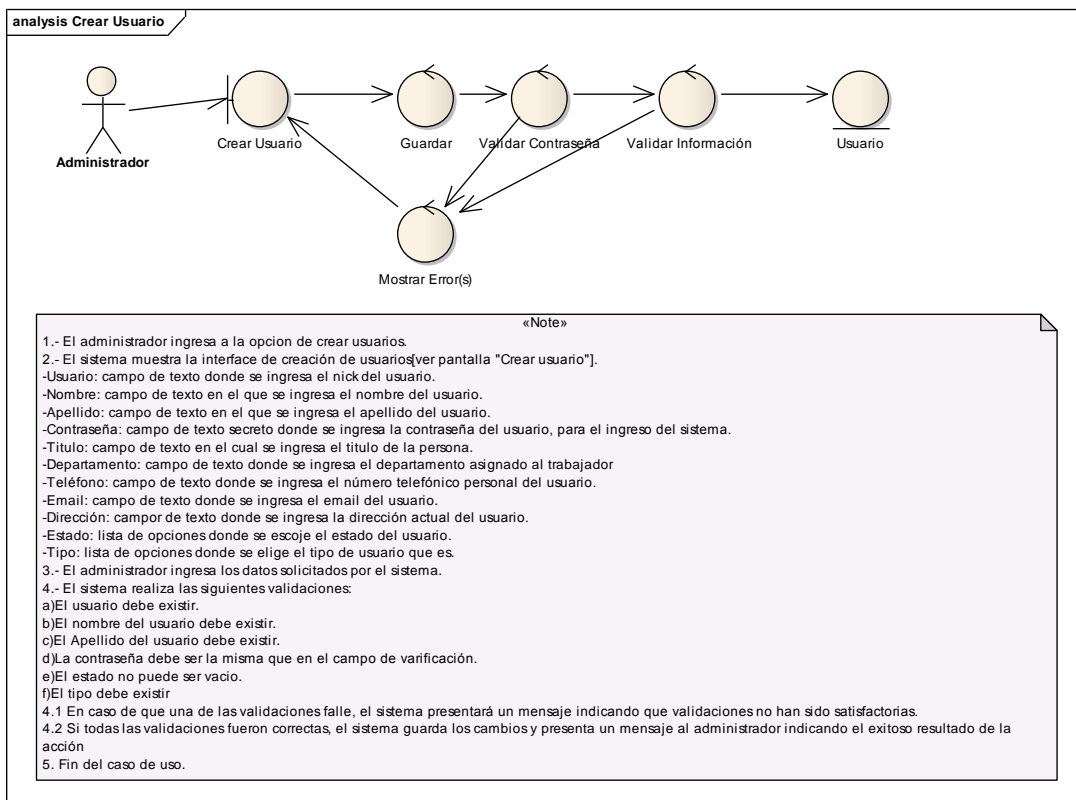 analysis Crear Usuario
Administrador
Crear Usuario
Guardar
Validar Contraseña
Validar Información
Usuario
Mostrar Error(s)
«Note»
1.- El administrador ingresa a la opcion de crear usuarios.
2.- El sistema muestra la interface de creación de usuarios[ver pantalla "Crear usuario"].
-Usuario: campo de texto donde se ingresa el nick del usuario.
-Nombre: campo de texto en el que se ingresa el nombre del usuario.
-Apellido: campo de texto en el que se ingresa el apellido del usuario.
-Contraseña: campo de texto secreto donde se ingresa la contraseña del usuario, para el ingreso del sistema.
-Titulo: campo de texto en el cual se ingresa el titulo de la persona.
-Departamento: campo de texto donde se ingresa el departamento asignado al trabajador
-Teléfono: campo de texto donde se ingresa el número telefónico personal del usuario.
-Email: campo de texto donde se ingresa el email del usuario.
-Dirección: campor de texto donde se ingresa la dirección actual del usuario.
-Estado: lista de opciones donde se escoje el estado del usuario.
-Tipo: lista de opciones donde se elige el tipo de usuario que es.
3.- El administrador ingresa los datos solicitados por el sistema.
4.- El sistema realiza las siguientes validaciones:
a)El usuario debe existir.
b)El nombre del usuario debe existir.
c)El Apellido del usuario debe existir.
d)La contraseña debe ser la misma que en el campo de varificación.
e)El estado no puede ser vacio.
f)El tipo debe existir
4.1 En caso de que una de las validaciones falle, el sistema presentará un mensaje indicando que validaciones no han sido satisfactorias.
4.2 Si todas las validaciones fueron correctas, el sistema guarda los cambios y presenta un mensaje al administrador indicando el exitoso resultado de la
acción
5. Fin del caso de uso.